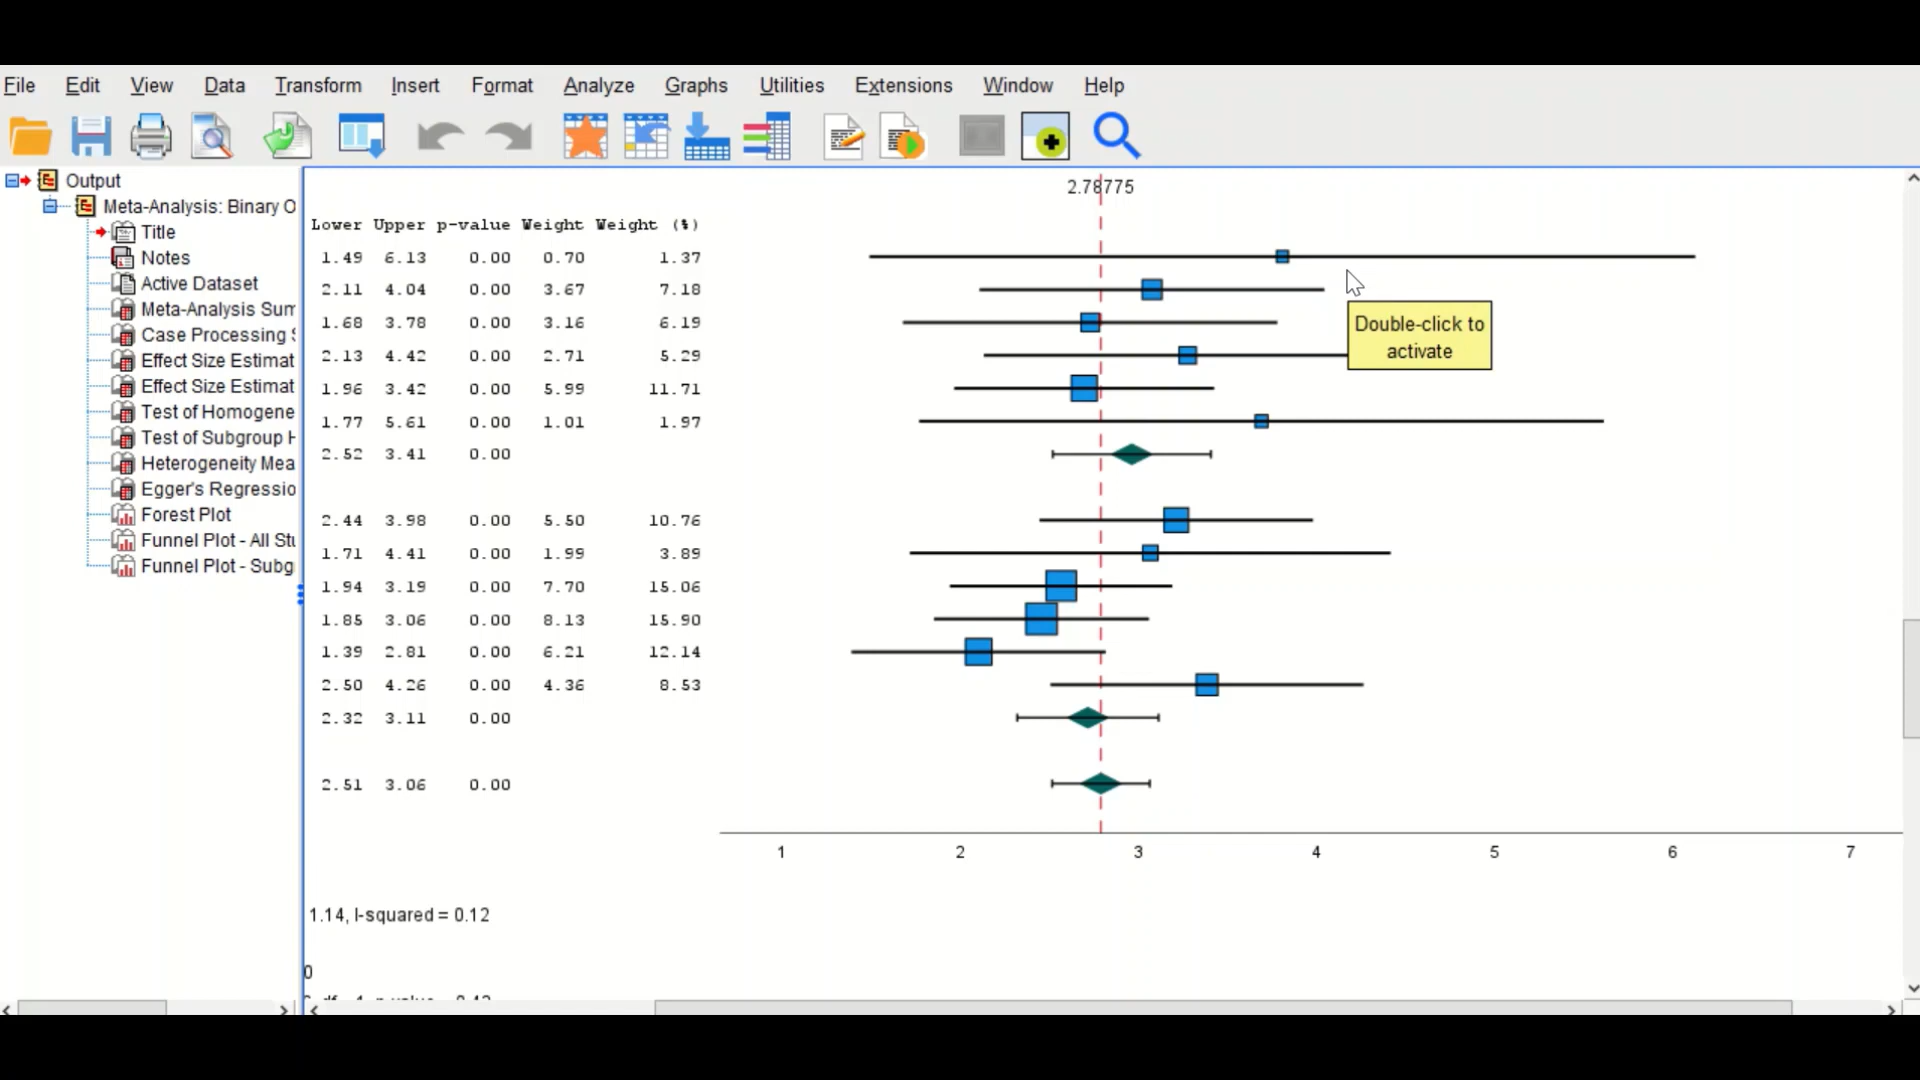 File Edit View Data Transform Insert Format Analyze Graphs Utilities Extensions Window Help
Output
Meta-Analysis: Binary O
Title
Notes
Active Dataset
Meta-Analysis Sum
Case Processing S
Effect Size Estimat
Effect Size Estimat
Test of Homogene
Test of Subgroup H
Heterogeneity Mea
Egger's Regressio
Forest Plot
Funnel Plot - All Stu
Funnel Plot - Subg
2.78775
Lower Upper p-value Weight Weight (%)
1.49 6.13 0.00 0.70 1.37
2.11 4.04 0.00 3.67 7.18
1.68 3.78 0.00 3.16 6.19
2.13 4.42 0.00 2.71 5.29
1.96 3.42 0.00 5.99 11.71
1.77 5.61 0.00 1.01 1.97
2.52 3.41 0.00
2.44 3.98 0.00 5.50 10.76
1.71 4.41 0.00 1.99 3.89
1.94 3.19 0.00 7.70 15.06
1.85 3.06 0.00 8.13 15.90
1.39 2.81 0.00 6.21 12.14
2.50 4.26 0.00 4.36 8.53
2.32 3.11 0.00
2.51 3.06 0.00
Double-click to
activate
1 2 3 4 5 6 7
1.14, I-squared = 0.12
0